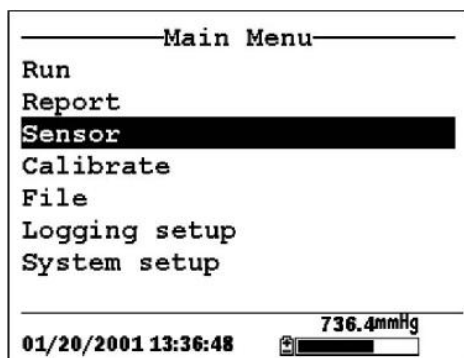 Main Menu
Run
Report
Sensor
Calibrate
File
Logging setup
System setup
736.4mmHg
01/20/2001 13:36:48